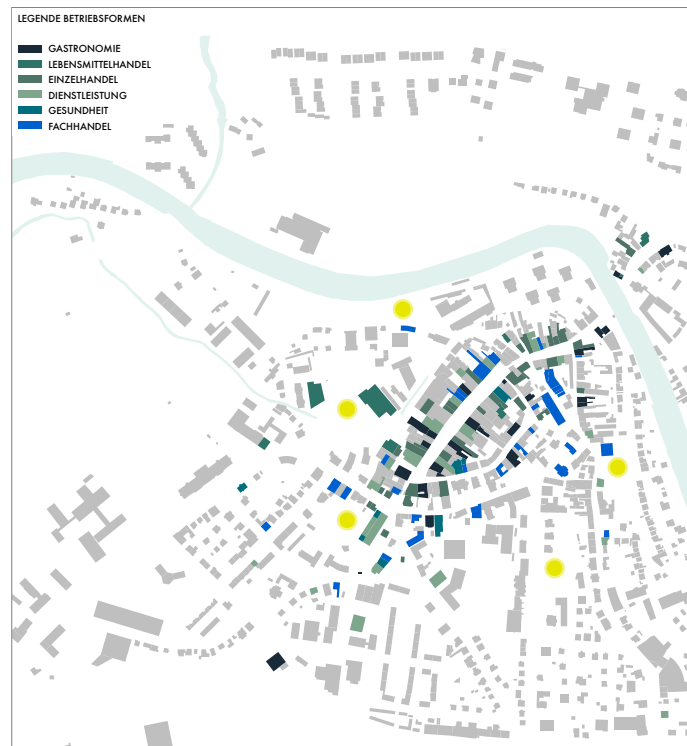 LEGENDE BETRIEBSFORMEN
GASTRONOMIE
LEBENSMITTELHANDEL
EINZELHANDEL
DIENSTLEISTUNG
GESUNDHEIT
FACHHANDEL